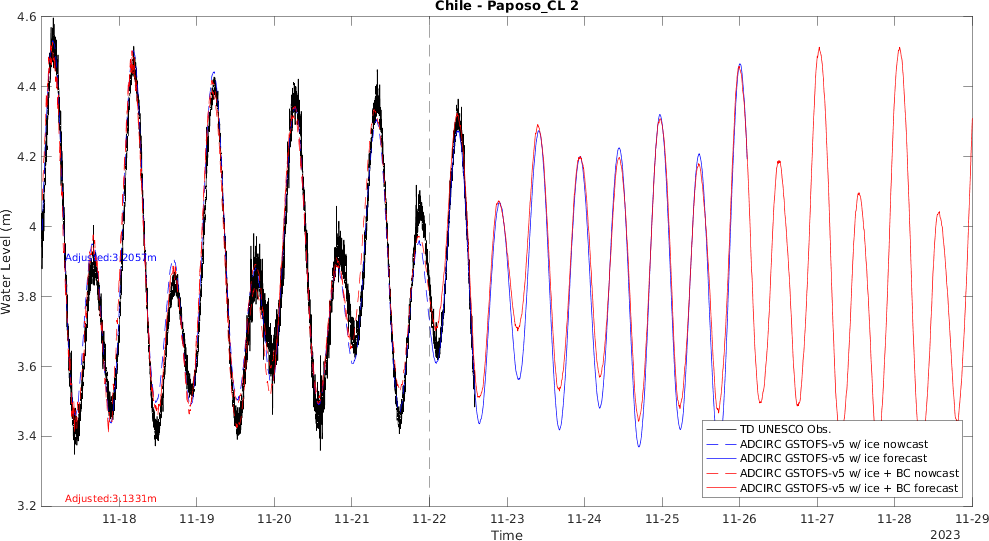 Chile - Paposo_CL 2
4.6
4.4
4.2
4
3.8
3.6
3.4
3.2
Water Level (m)
Adjusted:3.2057m
Adjusted:3.1331m
TD UNESCO Obs.
ADCIRC GSTOFS-v5 w/ ice nowcast
ADCIRC GSTOFS-v5 w/ ice forecast
ADCIRC GSTOFS-v5 w/ ice + BC nowcast
ADCIRC GSTOFS-v5 w/ ice + BC forecast
11-18 11-19 11-20 11-21 11-22 11-23 11-24 11-25 11-26 11-27 11-28 11-29
Time
2023